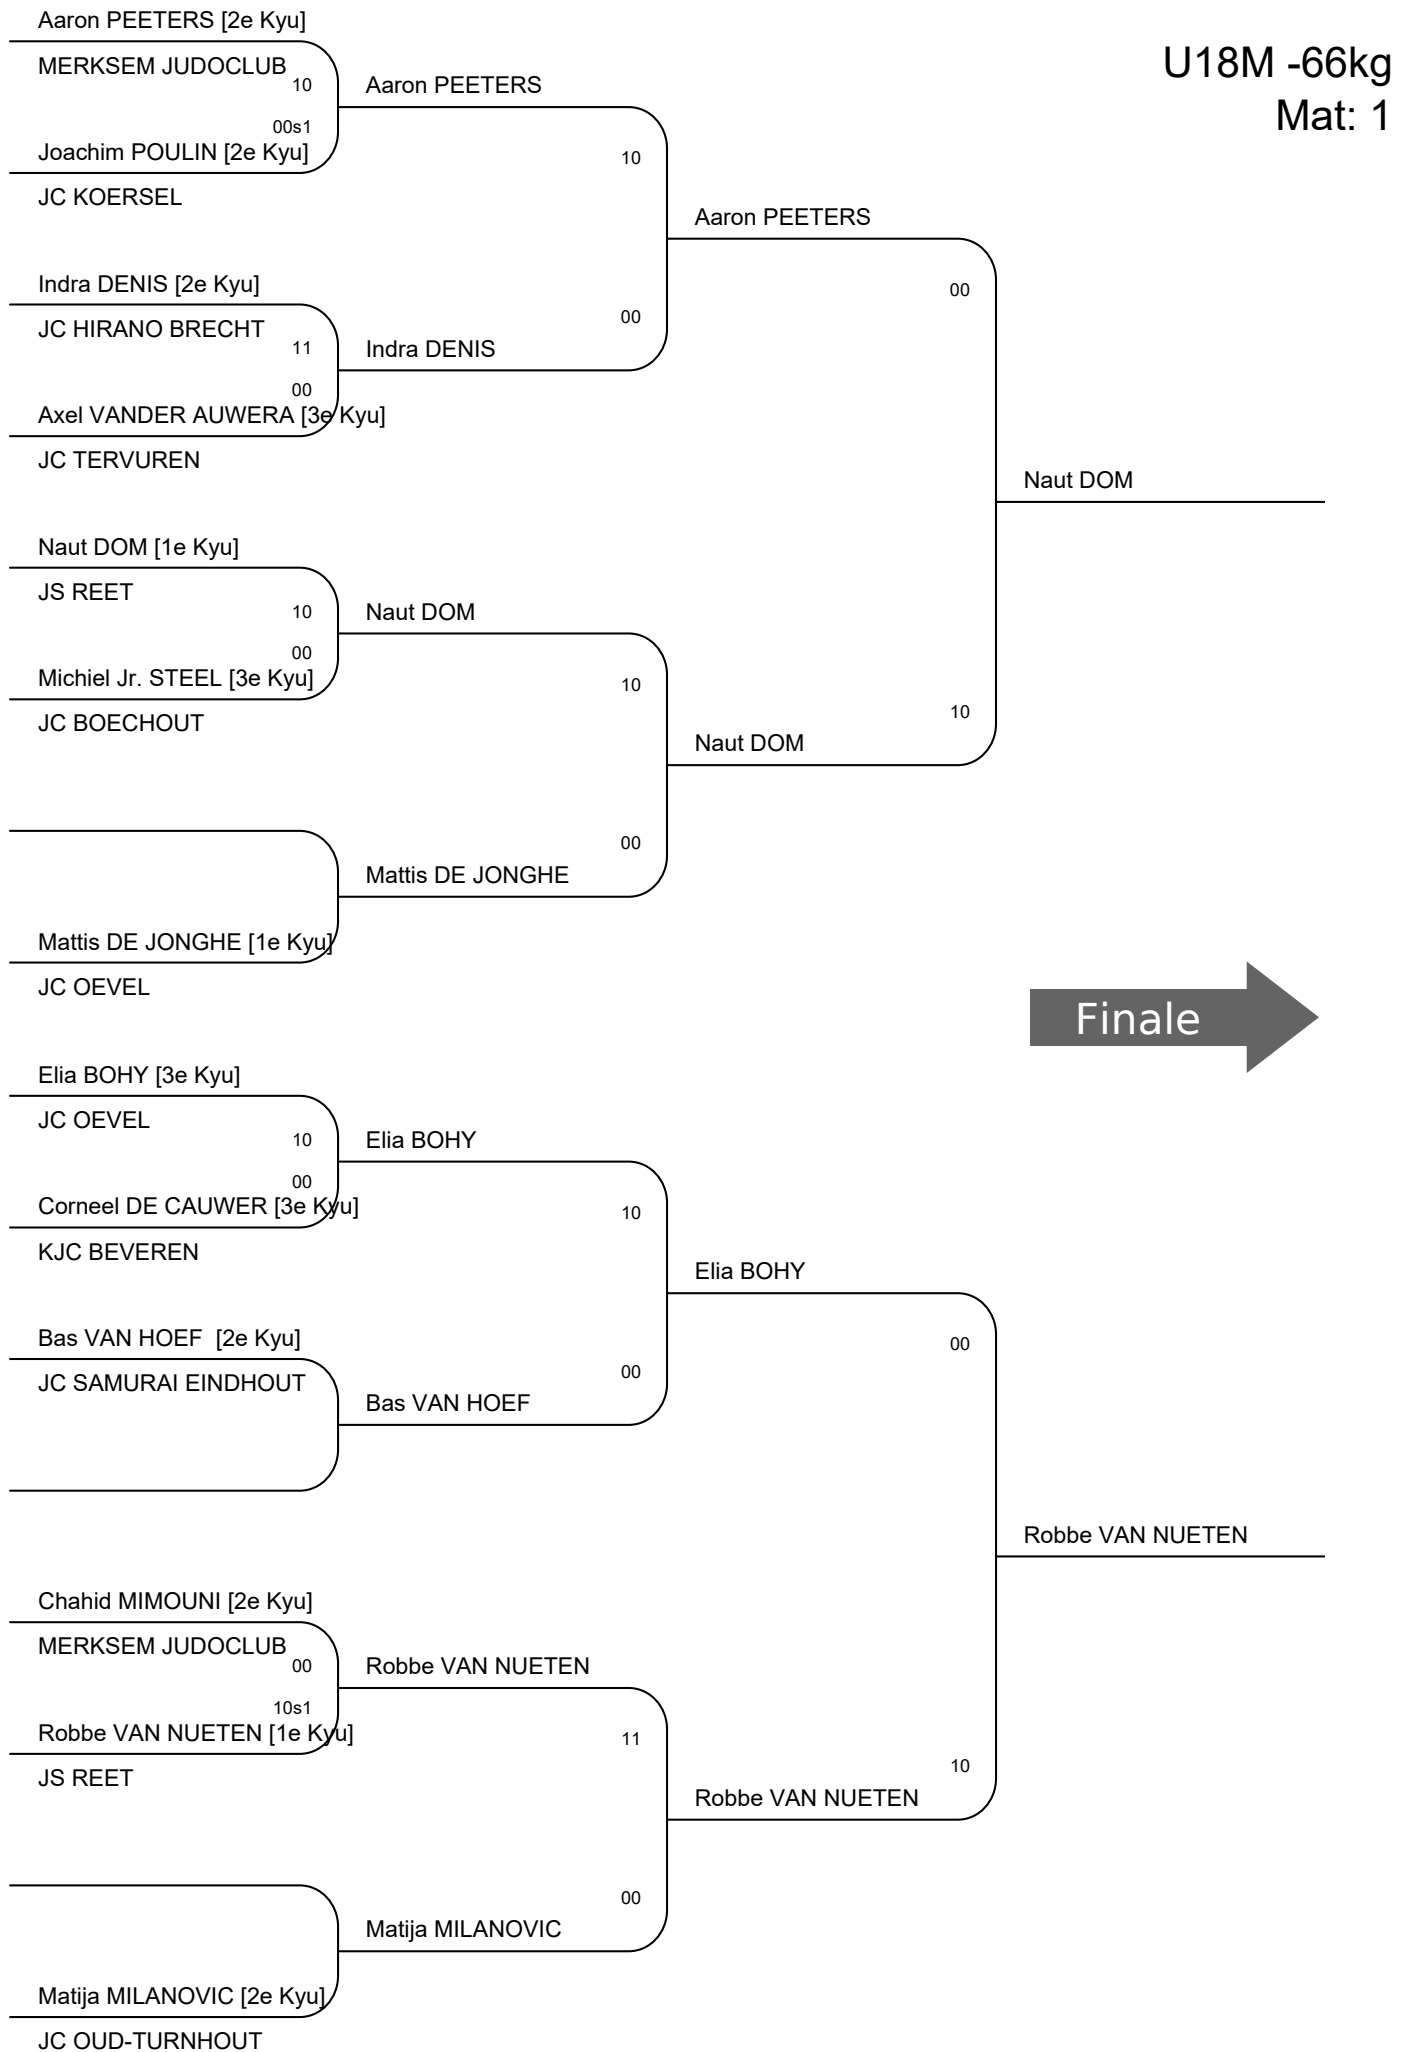 Aaron PEETERS [2e Kyu]
U18M -66kg
Mat: 1
MERKSEM JUDOCLUB
10
Aaron PEETERS
00s1
Joachim POULIN [2e Kyu]
JC KOERSEL
10
Aaron PEETERS
Indra DENIS [2e Kyu]
00
JC HIRANO BRECHT
11
00
Indra DENIS
00
Axel VANDER AUWERA [3e Kyu]
JC TERVUREN
Naut DOM
Naut DOM [1e Kyu]
JS REET
10
Naut DOM
00
Michiel Jr. STEEL [3e Kyu]
10
JC BOECHOUT
10
Naut DOM
00
Mattis DE JONGHE
Mattis DE JONGHE [1e Kyu]
JC OEVEL
Finale
Elia BOHY [3e Kyu]
JC OEVEL
10
Elia BOHY
00
Corneel DE CAUWER [3e Kyu]
10
KJC BEVEREN
Elia BOHY
Bas VAN HOEF  [2e Kyu]
00
JC SAMURAI EINDHOUT
00
Bas VAN HOEF
Robbe VAN NUETEN
Chahid MIMOUNI [2e Kyu]
MERKSEM JUDOCLUB
00
Robbe VAN NUETEN
10s1
Robbe VAN NUETEN [1e Kyu]
11
JS REET
10
Robbe VAN NUETEN
00
Matija MILANOVIC
Matija MILANOVIC [2e Kyu]
JC OUD-TURNHOUT